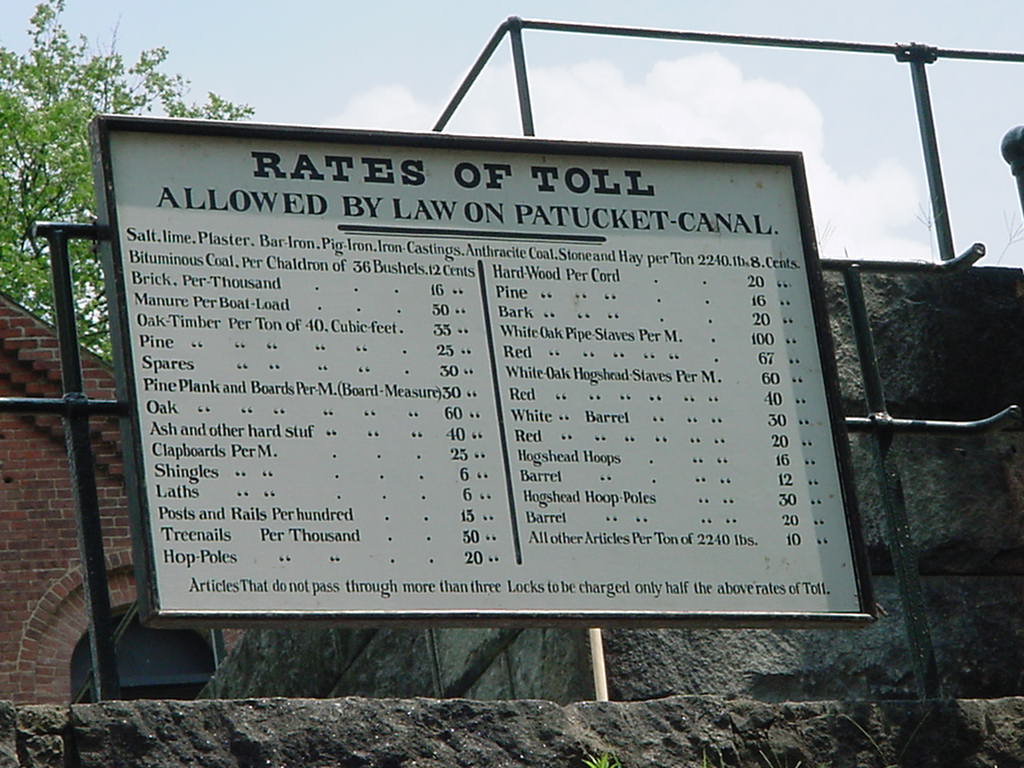 RATES OF TOLL
ALLOWED BY LAW ON PATUCKET-CANAL.
Salt, lime, Plaster, Bar-Iron, Pig-Iron, Iron-Castings, Anthracite Coal, Stone and Hay per Ton 2240. lbs 8. Cents.
Bituminous Coal, Per Chaldron of 36 Bushels. 12 Cents
Brick, Per-Thousand . . . 16 "
Manure Per Boat-Load . . . 50 "
Oak-Timber Per Ton of 40. Cubic-feet . 35 "
Pine " " " " . 25 "
Spares " " " " . 30 "
Pine Plank and Boards Per-M. (Board-Measure) 30 "
Oak " " " " " 60 "
Ash and other hard stuf " " " 40 "
Clapboards Per M. . . . 25 "
Shingles " " . . . 6 "
Laths " " . . . 6 "
Posts and Rails Per hundred . . 15 "
Treenails Per Thousand . . 50 "
Hop-Poles " " . . 20 "
Hard-Wood Per Cord . . 20 "
Pine " " " . . 16 "
Bark " " " . . 20 "
White Oak Pipe-Staves Per M. . 100 "
Red " " " " " 67 "
White-Oak Hogshead-Staves Per M. 60 "
Red " " " " " 40 "
White " Barrel " " 30 "
Red " " " " " 20 "
Hogshead Hoops . " " 16 "
Barrel " . " " 12 "
Hogshead Hoop-Poles " " 30 "
Barrel " " " " 20 "
All other Articles Per Ton of 2240 lbs. 10 "
Articles That do not pass through more than three Locks to be charged only half the above rates of Toll.